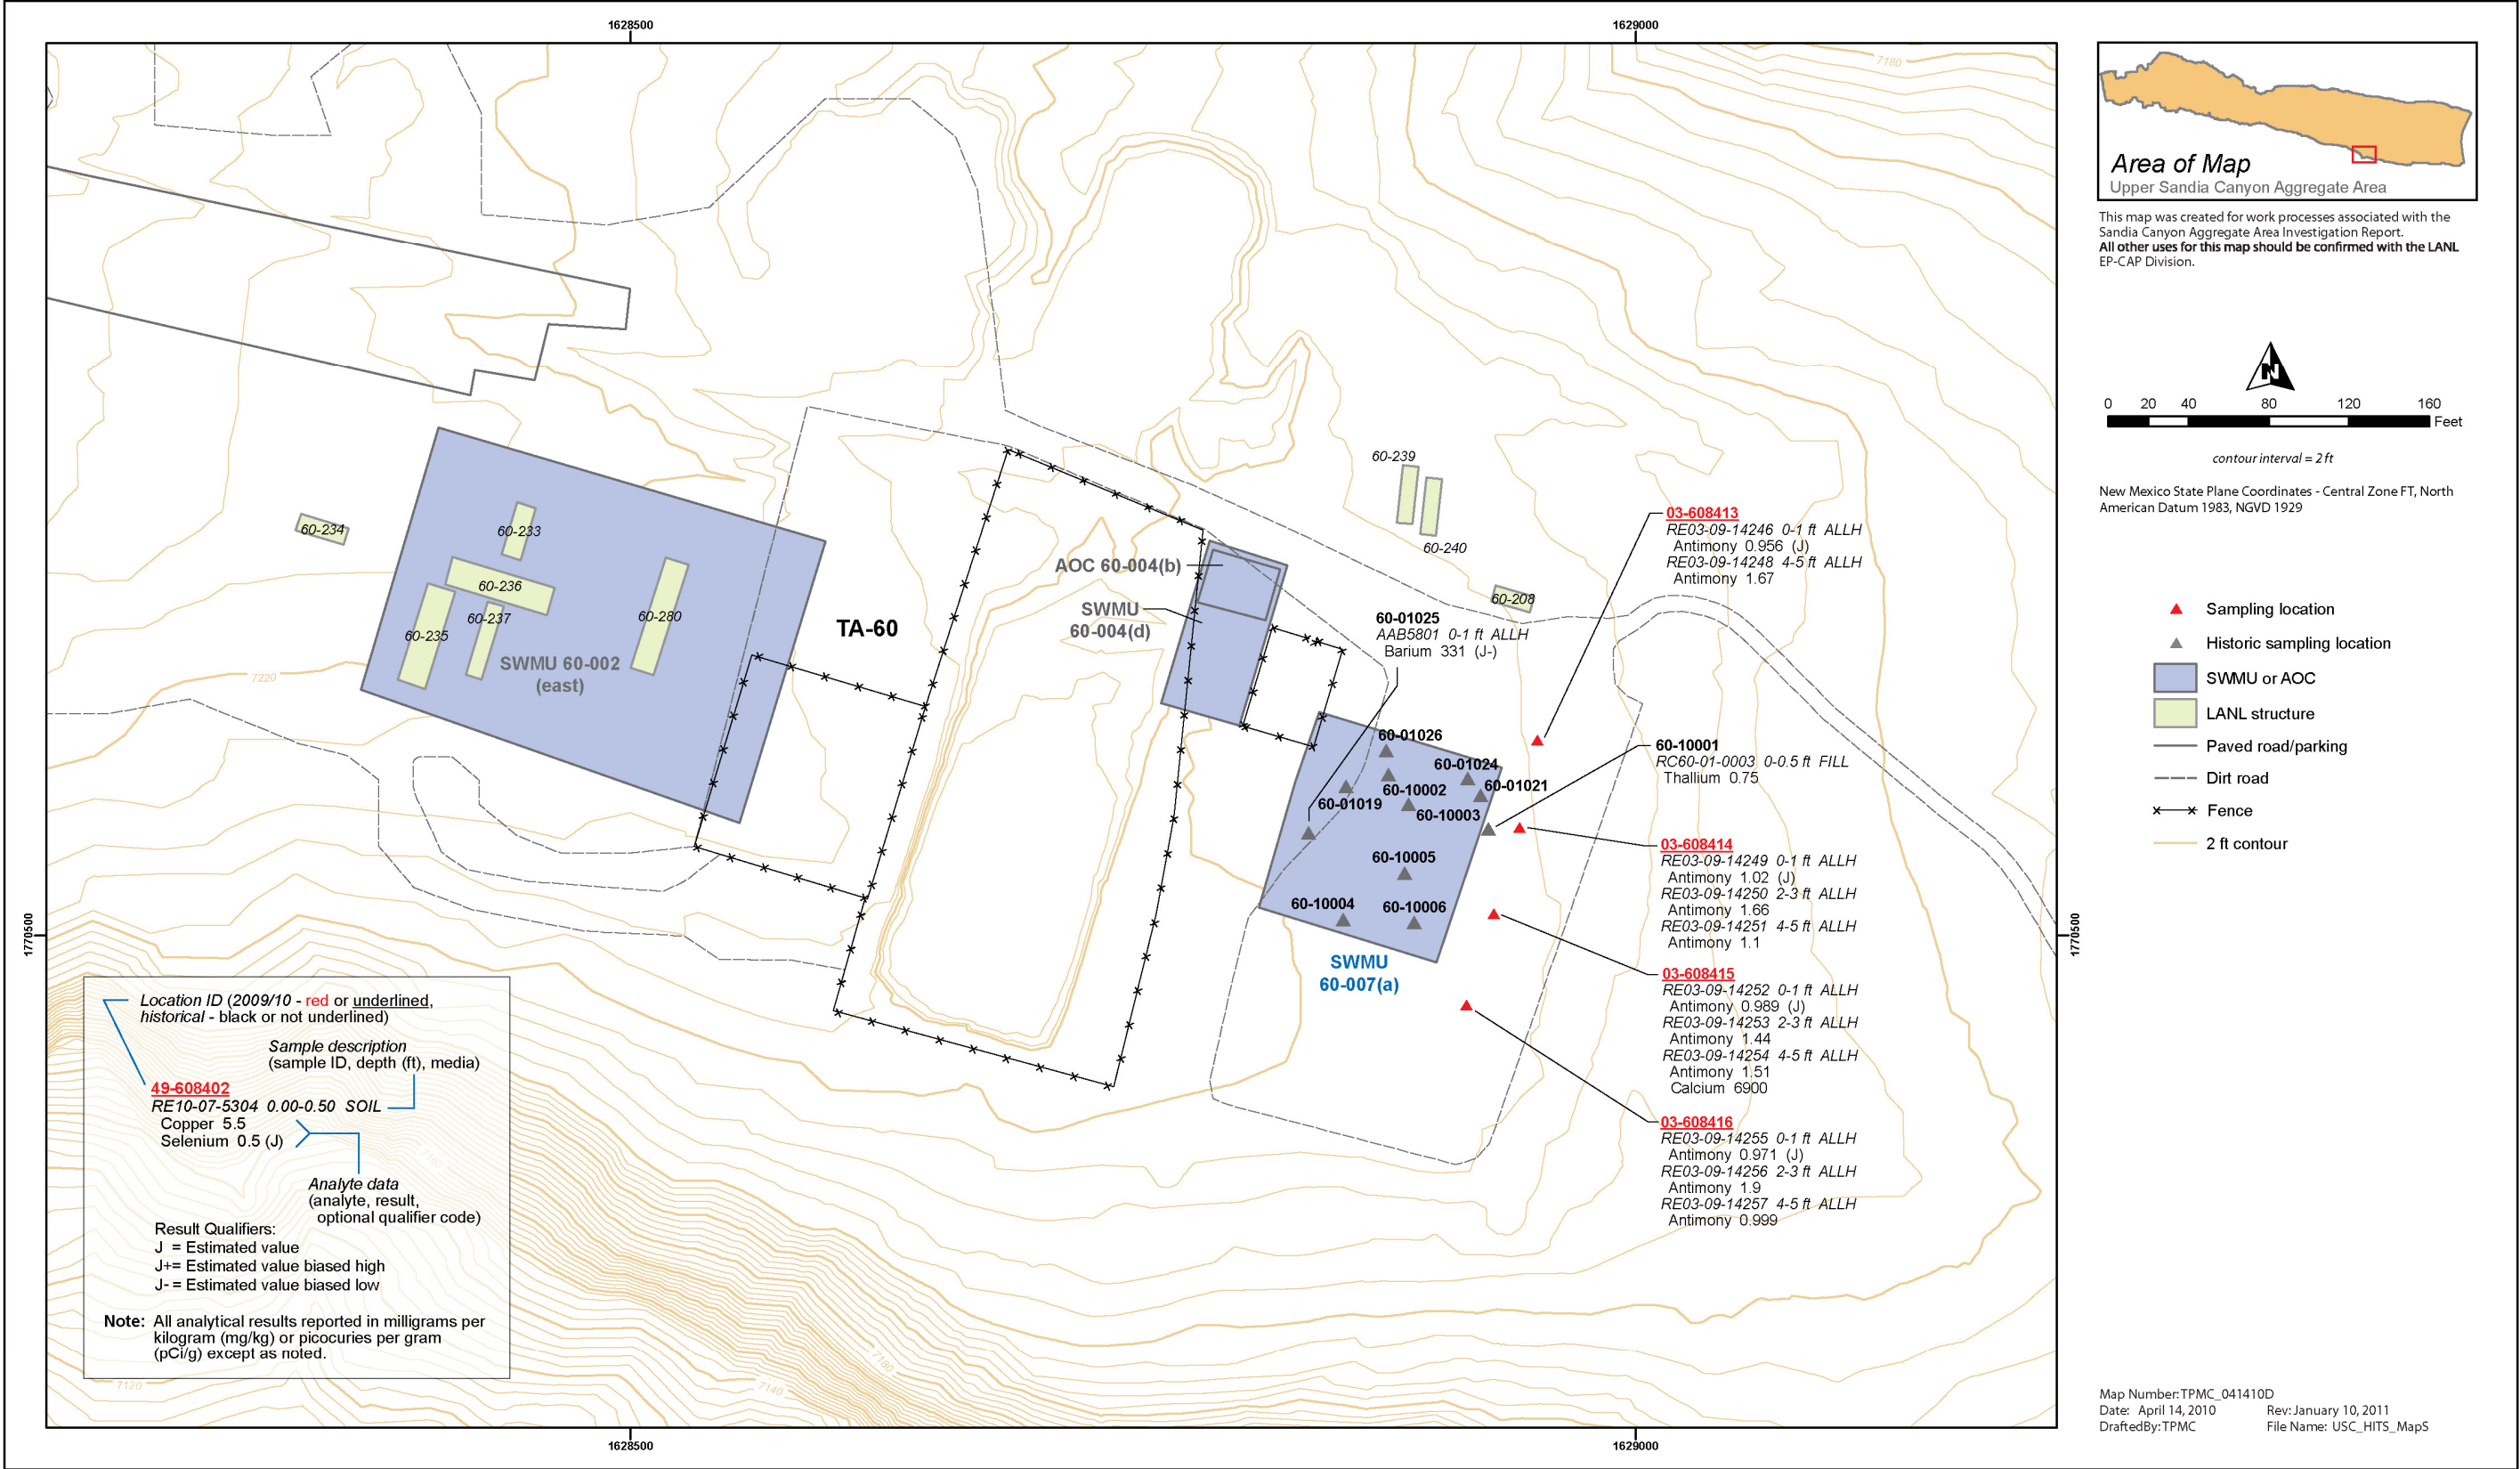 1628500
1629000
7180
Area of Map
Upper Sandia Canyon Aggregate Area
This map was created for work processes associated with the
Sandia Canyon Aggregate Area Investigation Report.
All other uses for this map should be confirmed with the LANL
EP-CAP Division.
N
0 20 40 80 120 160
Feet
contour interval = 2 ft
New Mexico State Plane Coordinates - Central Zone FT, North
American Datum 1983, NGVD 1929
Sampling location
Historic sampling location
SWMU or AOC
LANL structure
Paved road/parking
Dirt road
Fence
2 ft contour
60-234
60-233
60-236
60-237
60-235
60-280
SWMU 60-002
(east)
TA-60
7220
AOC 60-004(b)
SWMU
60-004(d)
60-239
60-240
60-208
60-01025
AAB5801 0-1 ft ALLH
Barium 331 (J-)
60-01026
60-01024
60-10002
60-01021
60-01019
60-10003
60-10005
60-10004
60-10006
SWMU
60-007(a)
03-608413
RE03-09-14246 0-1 ft ALLH
Antimony 0.956 (J)
RE03-09-14248 4-5 ft ALLH
Antimony 1.67
60-10001
RC60-01-0003 0-0.5 ft FILL
Thallium 0.75
03-608414
RE03-09-14249 0-1 ft ALLH
Antimony 1.02 (J)
RE03-09-14250 2-3 ft ALLH
Antimony 1.66
RE03-09-14251 4-5 ft ALLH
Antimony 1.1
03-608415
RE03-09-14252 0-1 ft ALLH
Antimony 0.989 (J)
RE03-09-14253 2-3 ft ALLH
Antimony 1.44
RE03-09-14254 4-5 ft ALLH
Antimony 1.51
Calcium 6900
03-608416
RE03-09-14255 0-1 ft ALLH
Antimony 0.971 (J)
RE03-09-14256 2-3 ft ALLH
Antimony 1.9
RE03-09-14257 4-5 ft ALLH
Antimony 0.999
1770500
1770500
Location ID (2009/10 - red or underlined,
historical - black or not underlined)
Sample description
(sample ID, depth (ft), media)
49-608402
RE10-07-5304 0.00-0.50 SOIL
Copper 5.5
Selenium 0.5 (J)
Analyte data
(analyte, result,
optional qualifier code)
Result Qualifiers:
J = Estimated value
J+= Estimated value biased high
J- = Estimated value biased low
Note: All analytical results reported in milligrams per
kilogram (mg/kg) or picocuries per gram
(pCi/g) except as noted.
7120
7140
7180
1628500
1629000
Map Number:TPMC_041410D
Date: April 14, 2010 Rev: January 10, 2011
DraftedBy:TPMC File Name: USC_HITS_MapS